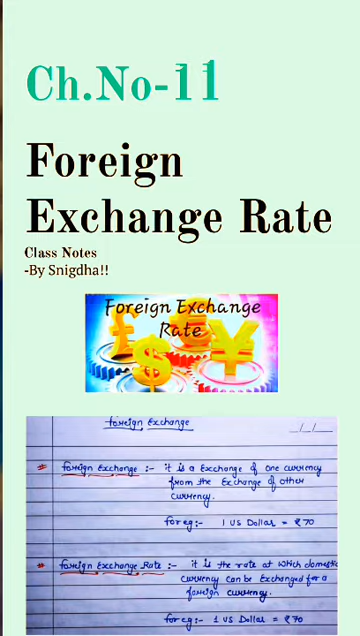 Ch.No-11
Foreign
Exchange Rate
Class Notes
-By Snigdha!!
Foreign Exchange
Rate
Foreign Exchange
# Foreign Exchange :- it is a Exchange of one currency
from the Exchange of other
currency.
for eg:- 1 US Dollar = ₹70
# Foreign Exchange Rate :- it is the rate at which domestic
currency can be Exchanged for a
foreign currency.
for eg:- 1 US Dollar = ₹70